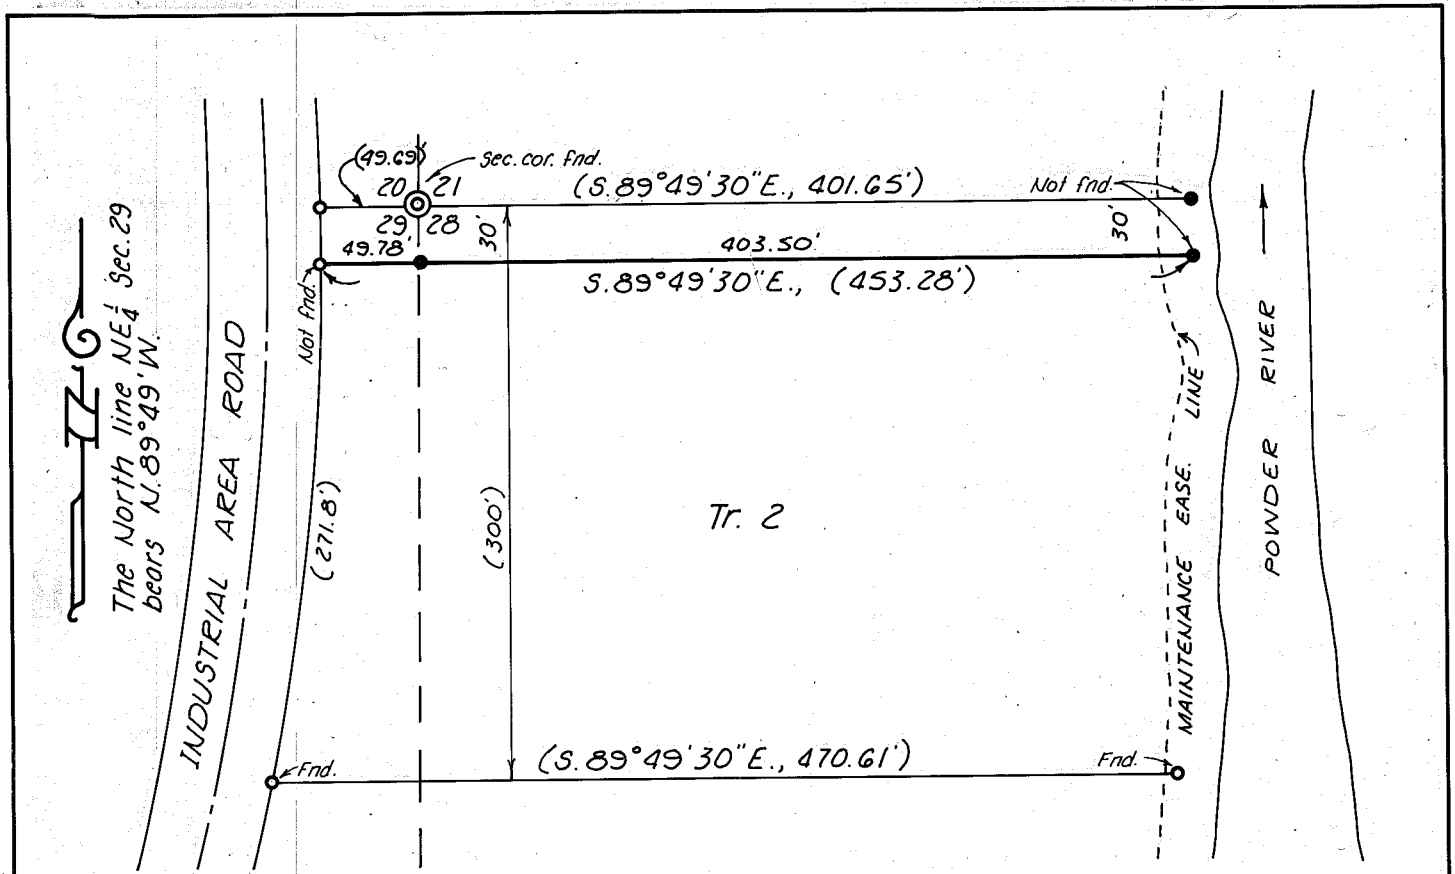 (49.69')
Sec. cor. Fnd.
20 21
29 28
(S.89°49'30"E., 401.65')
Not fnd.
30'
30'
49.78'
403.50'
S.89°49'30"E., (453.28')
Not fnd.
N
The North line NE¼ Sec. 29
bears N.89°49'W.
INDUSTRIAL AREA ROAD
(271.8')
(300')
Tr. 2
MAINTENANCE EASE. LINE
POWDER RIVER
Fnd.
(S.89°49'30"E., 470.61')
Fnd.